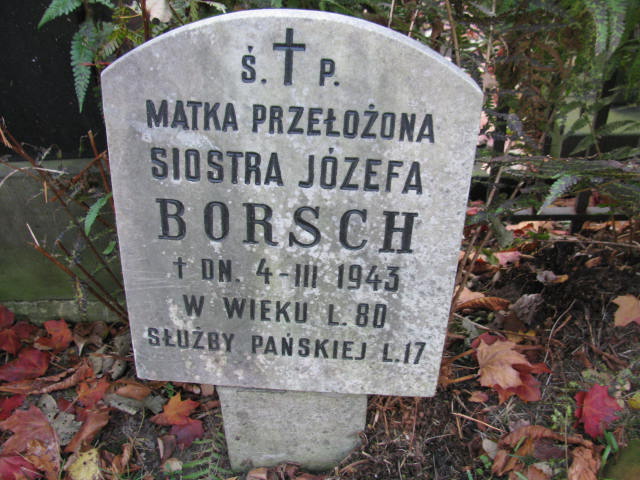 Ś. † P.
MATKA PRZEŁOŻONA
SIOSTRA JÓZEFA
BORSCH
† DN. 4-III 1943
W WIEKU L. 80
SŁUŻBY PAŃSKIEJ L.17